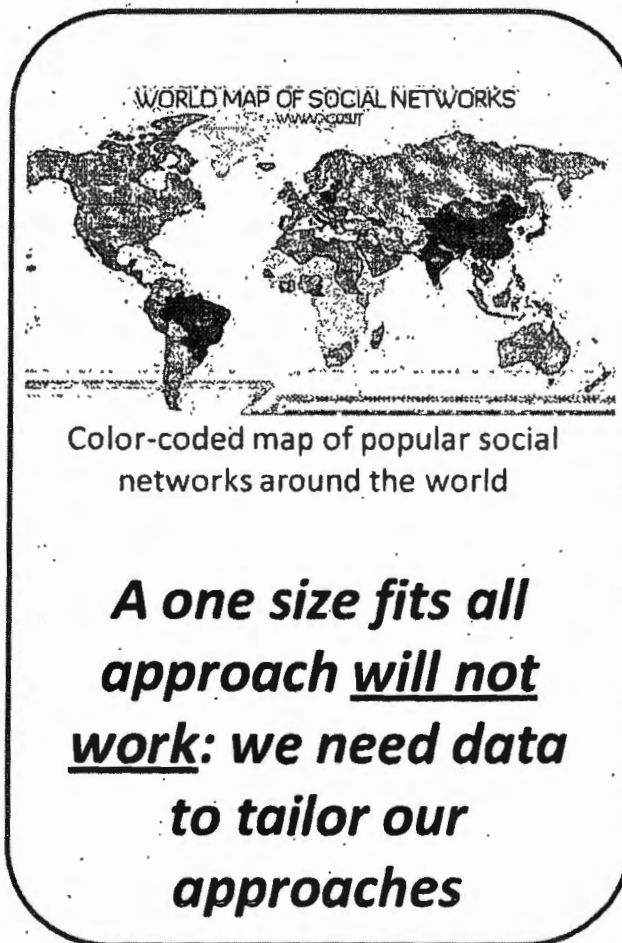 WORLD MAP OF SOCIAL NETWORKS
Color-coded map of popular social
networks around the world
A one size fits all
approach will not
work: we need data
to tailor our
approaches